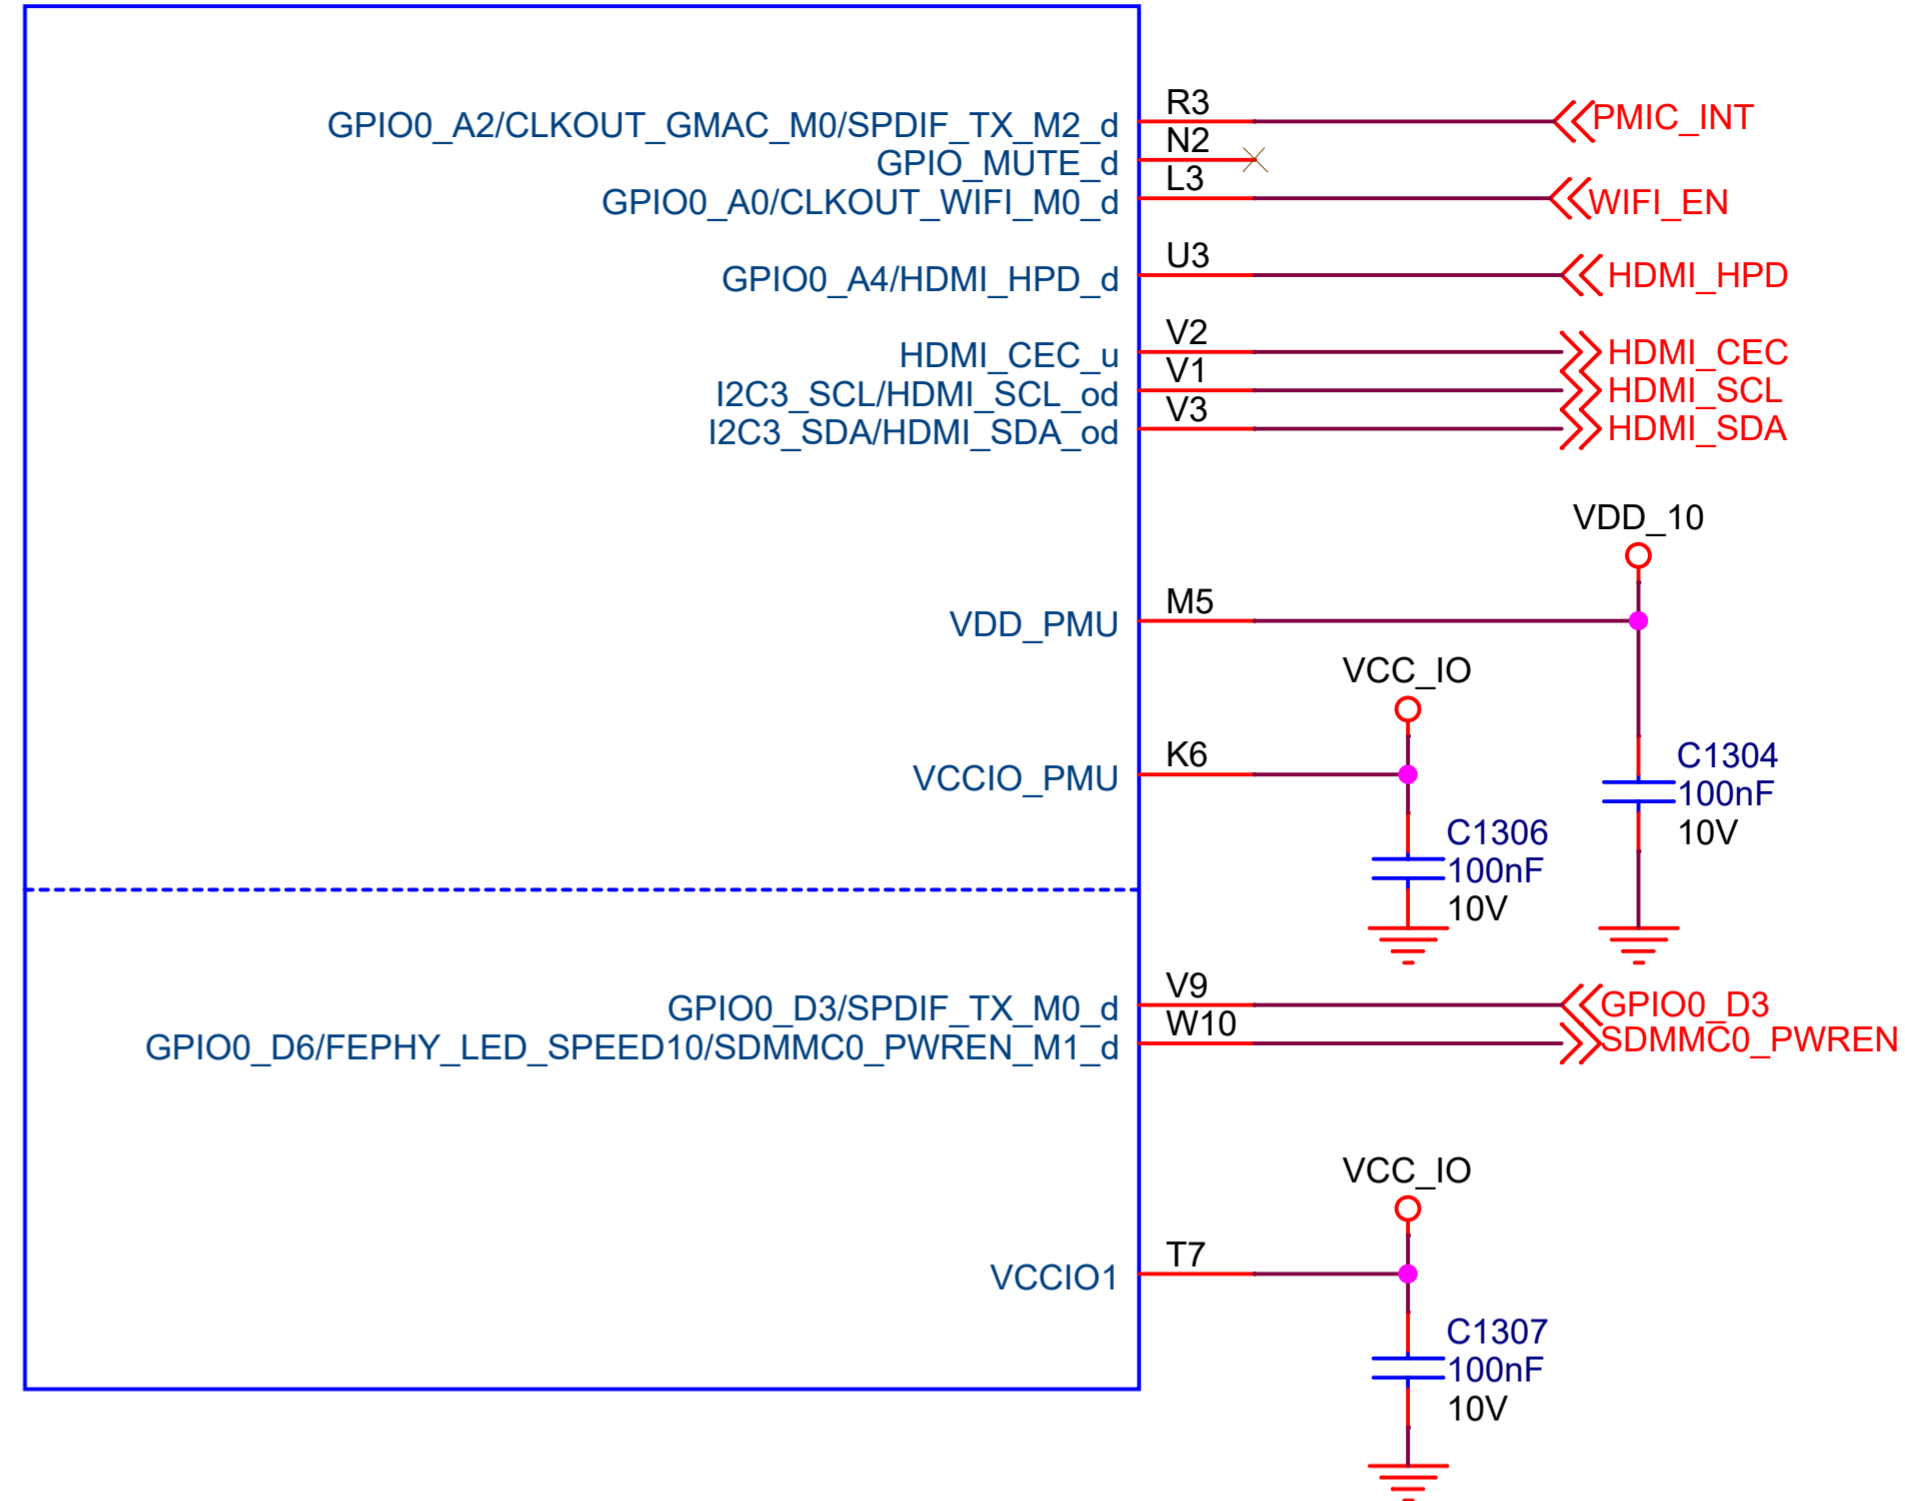 GPIO0_A2/CLKOUT_GMAC_M0/SPDIF_TX_M2_d R3 PMIC_INT
GPIO_MUTE_d N2
GPIO0_A0/CLKOUT_WIFI_M0_d L3 WIFI_EN
GPIO0_A4/HDMI_HPD_d U3 HDMI_HPD
HDMI_CEC_u V2 HDMI_CEC
I2C3_SCL/HDMI_SCL_od V1 HDMI_SCL
I2C3_SDA/HDMI_SDA_od V3 HDMI_SDA
VDD_10
VDD_PMU M5
VCC_IO
VCCIO_PMU K6
C1304
100nF
10V
C1306
100nF
10V
GPIO0_D3/SPDIF_TX_M0_d V9 GPIO0_D3
GPIO0_D6/FEPHY_LED_SPEED10/SDMMC0_PWREN_M1_d W10 SDMMC0_PWREN
VCC_IO
VCCIO1 T7
C1307
100nF
10V